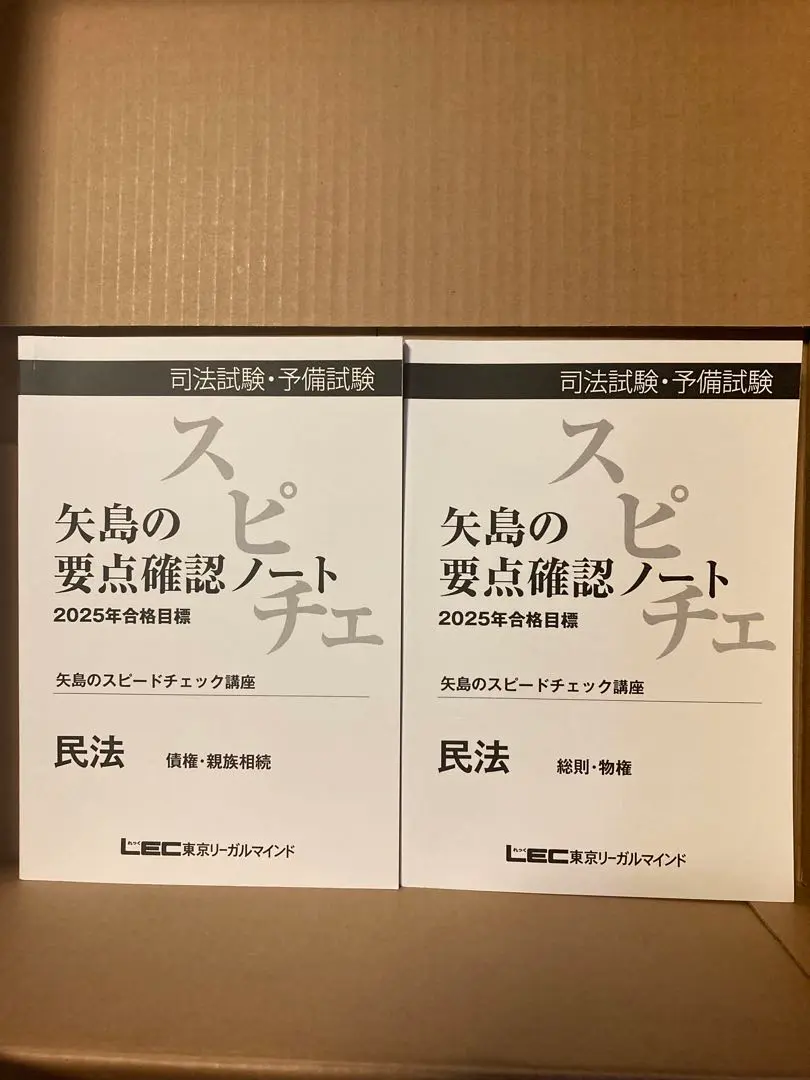 司法試験・予備試験
スピチェ
矢島の
要点確認ノート
2025年合格目標
矢島のスピードチェック講座
民法 債権・親族相続
れっく
LEC東京リーガルマインド
司法試験・予備試験
スピチェ
矢島の
要点確認ノート
2025年合格目標
矢島のスピードチェック講座
民法 総則・物権
れっく
LEC東京リーガルマインド